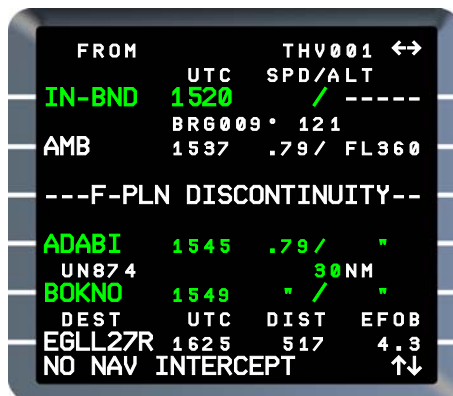 FROM THV001 ←→
UTC SPD/ALT
IN-BND 1520 / -----
BRG009° 121
AMB 1537 .79/ FL360
---F-PLN DISCONTINUITY--
ADABI 1545 .79/ "
UN874 30NM
BOKNO 1549 " / "
DEST UTC DIST EFOB
EGLL27R 1625 517 4.3
NO NAV INTERCEPT ↑↓